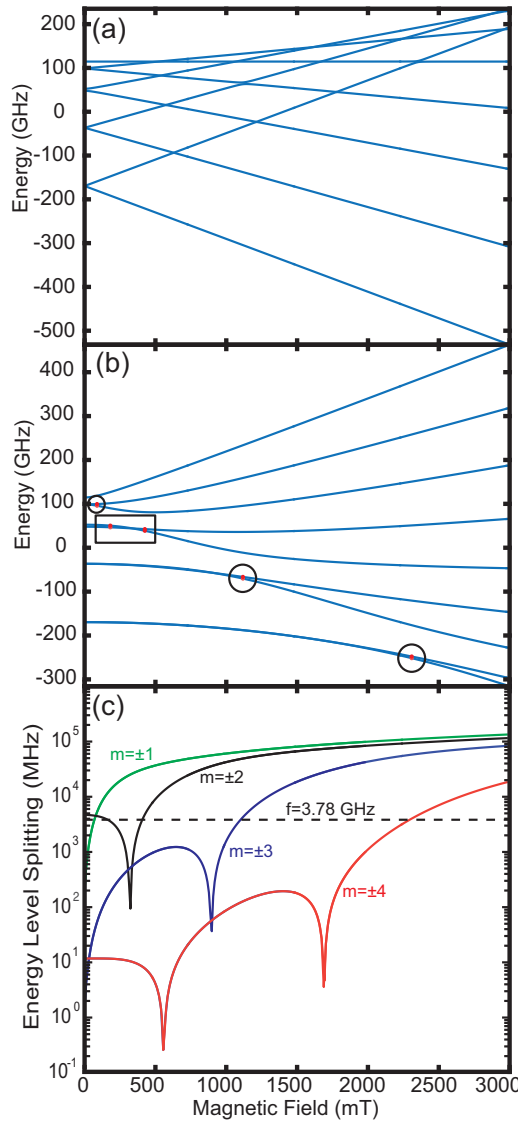 (a)
200
100
0
-100
-200
-300
-400
-500
Energy (GHz)
(b)
400
300
200
100
0
-100
-200
-300
Energy (GHz)
(c)
10^5
10^4
10^3
10^2
10^1
10^0
10^-1
Energy Level Splitting (MHz)
m=±1
m=±2
f=3.78 GHz
m=±3
m=±4
0 500 1000 1500 2000 2500 3000
Magnetic Field (mT)